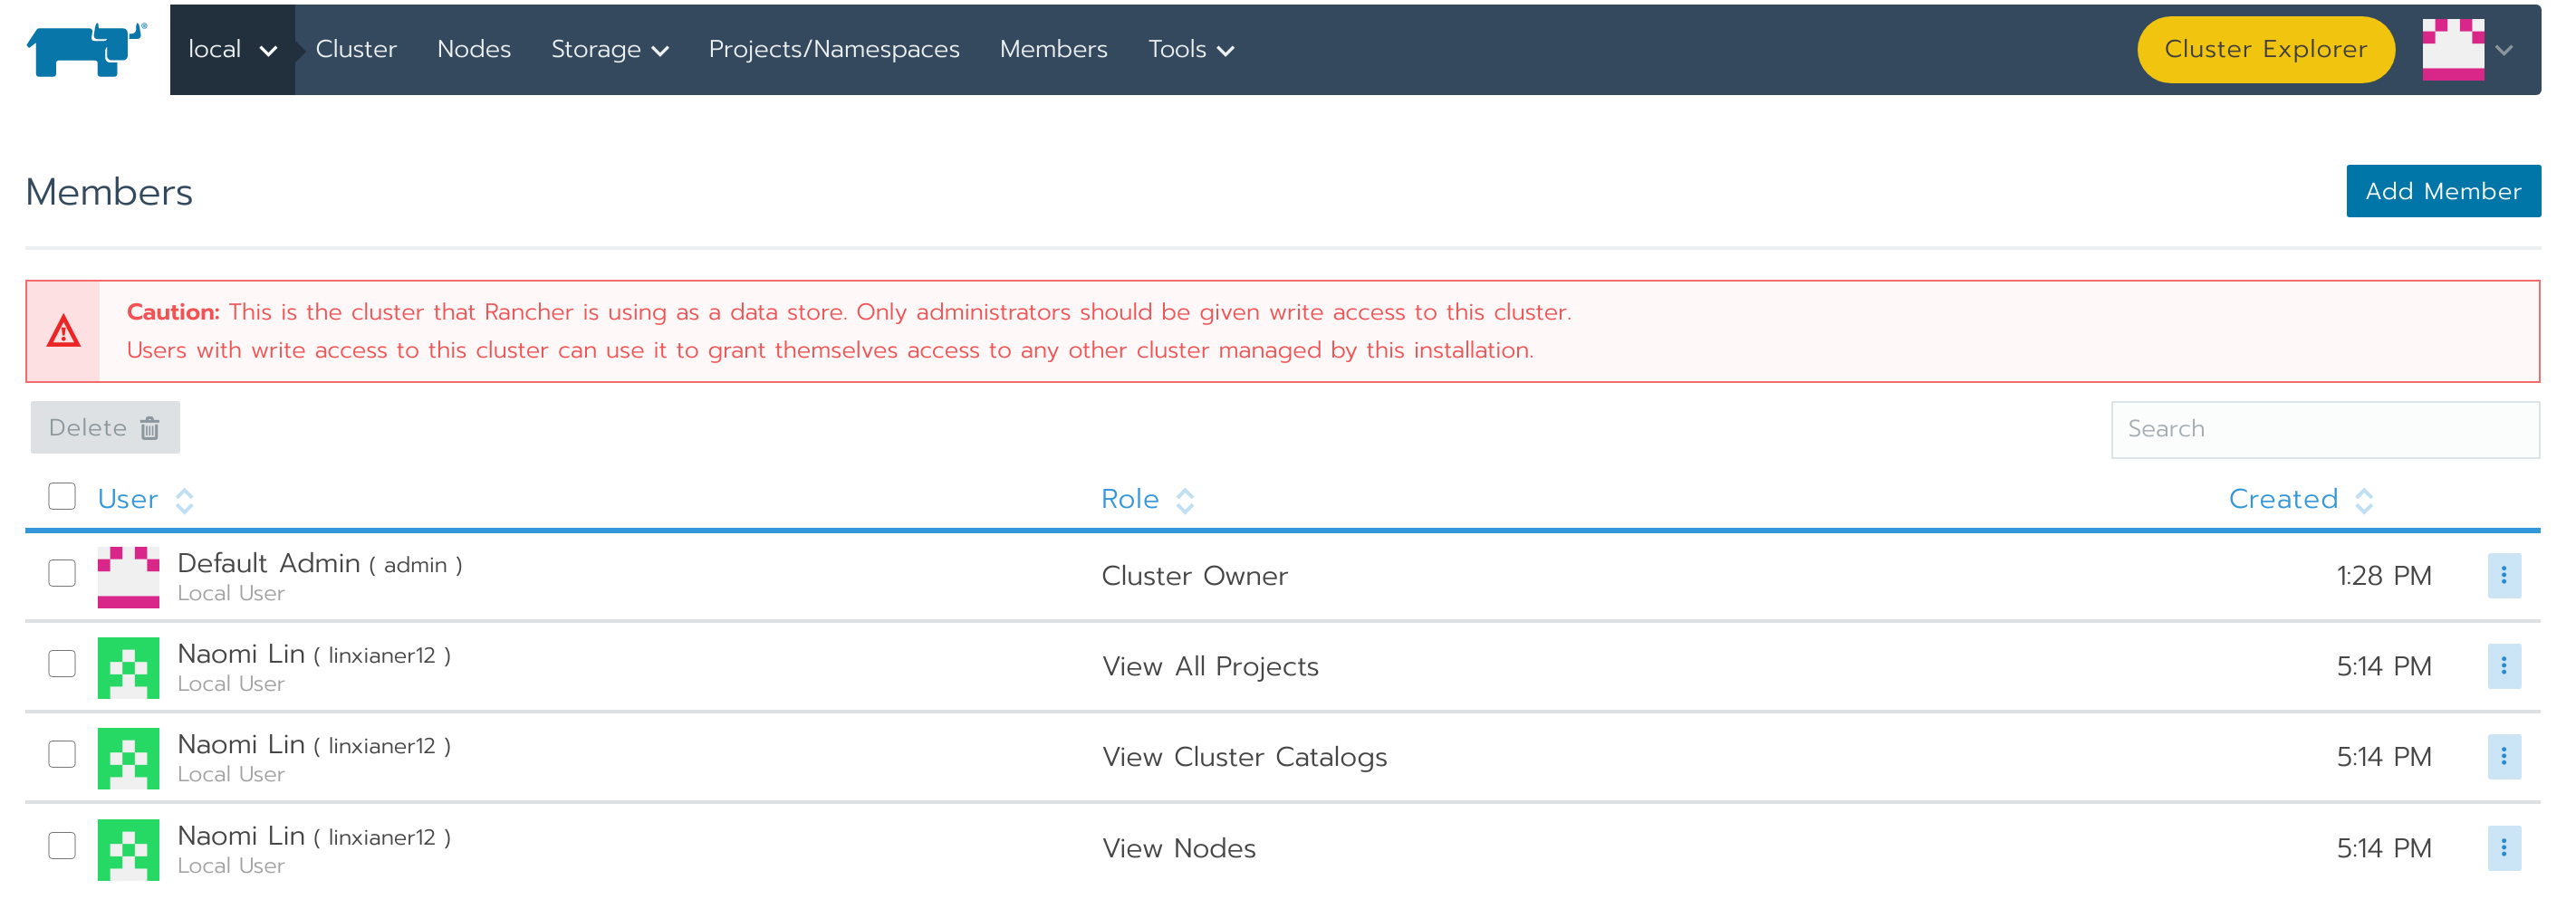 local Cluster Nodes Storage Projects/Namespaces Members Tools Cluster Explorer
Members Add Member
Caution: This is the cluster that Rancher is using as a data store. Only administrators should be given write access to this cluster.
Users with write access to this cluster can use it to grant themselves access to any other cluster managed by this installation.
Delete Search
User Role Created
Default Admin ( admin )
Local User
Cluster Owner 1:28 PM
Naomi Lin ( linxianer12 )
Local User
View All Projects 5:14 PM
Naomi Lin ( linxianer12 )
Local User
View Cluster Catalogs 5:14 PM
Naomi Lin ( linxianer12 )
Local User
View Nodes 5:14 PM